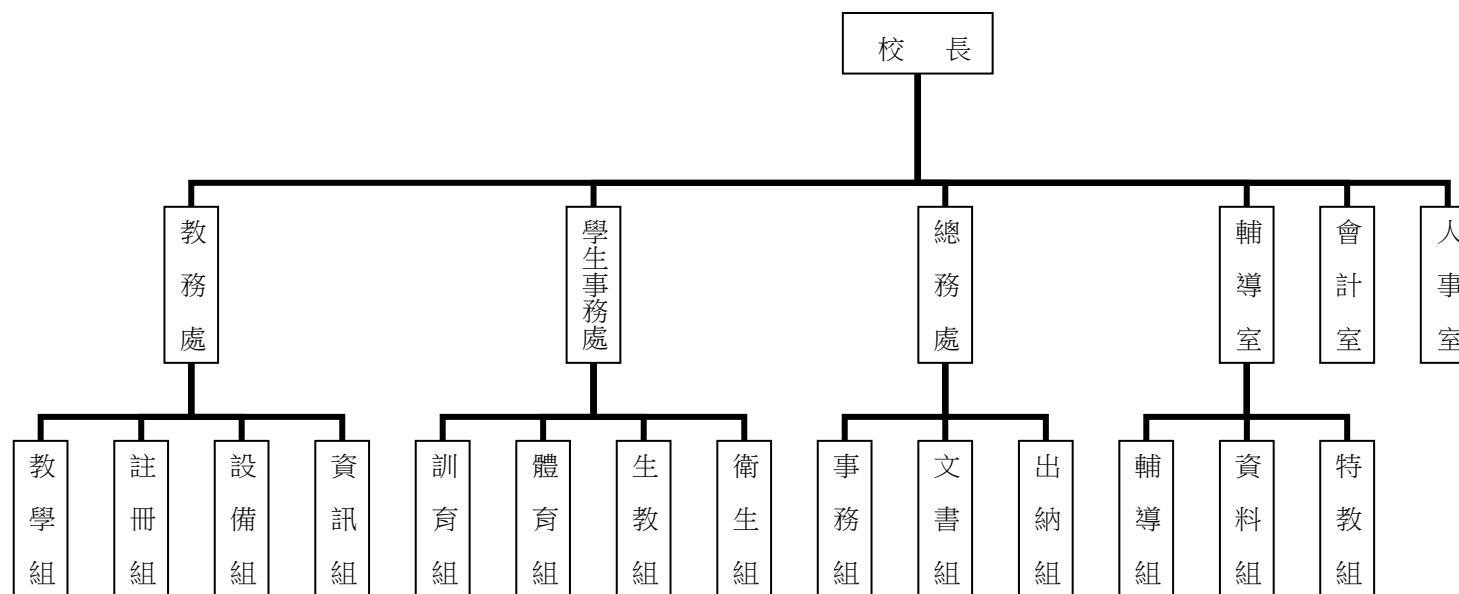 校 長
教務處
學生事務處
總務處
輔導室
會計室
人事室
教學組
註冊組
設備組
資訊組
訓育組
體育組
生教組
衛生組
事務組
文書組
出納組
輔導組
資料組
特教組